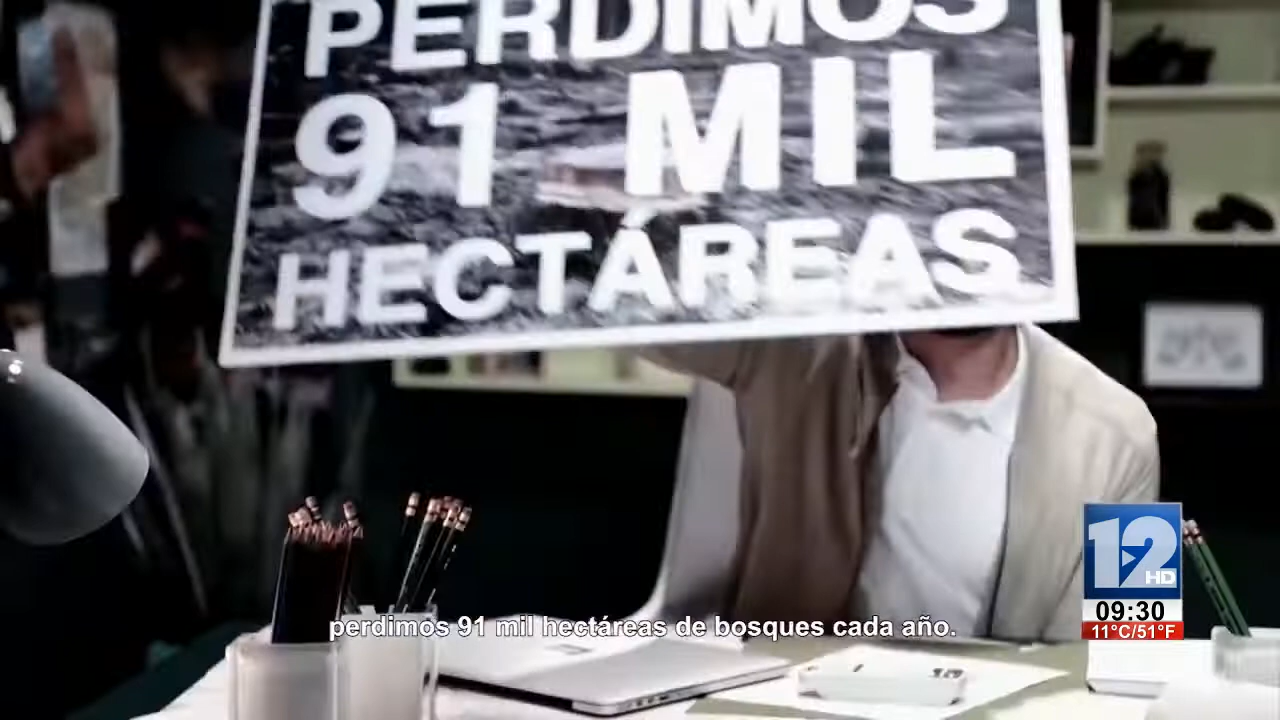 PERDIMOS
91 MIL
HECTÁREAS
perdimos 91 mil hectáreas de bosques cada año.
12
HD
09:30
11°C/51°F